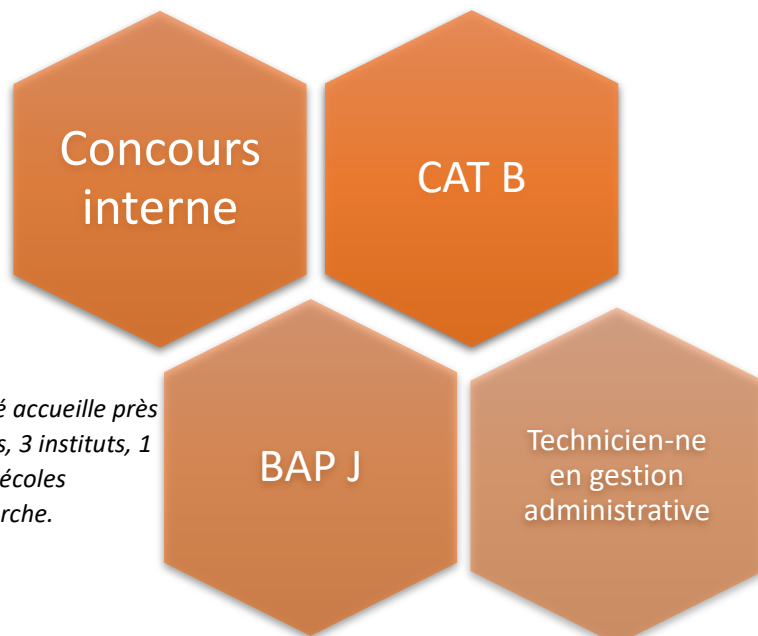 Concours
interne
CAT B
é accueille près
s, 3 instituts, 1
écoles
rche.
BAP J
Technicien-ne
en gestion
administrative